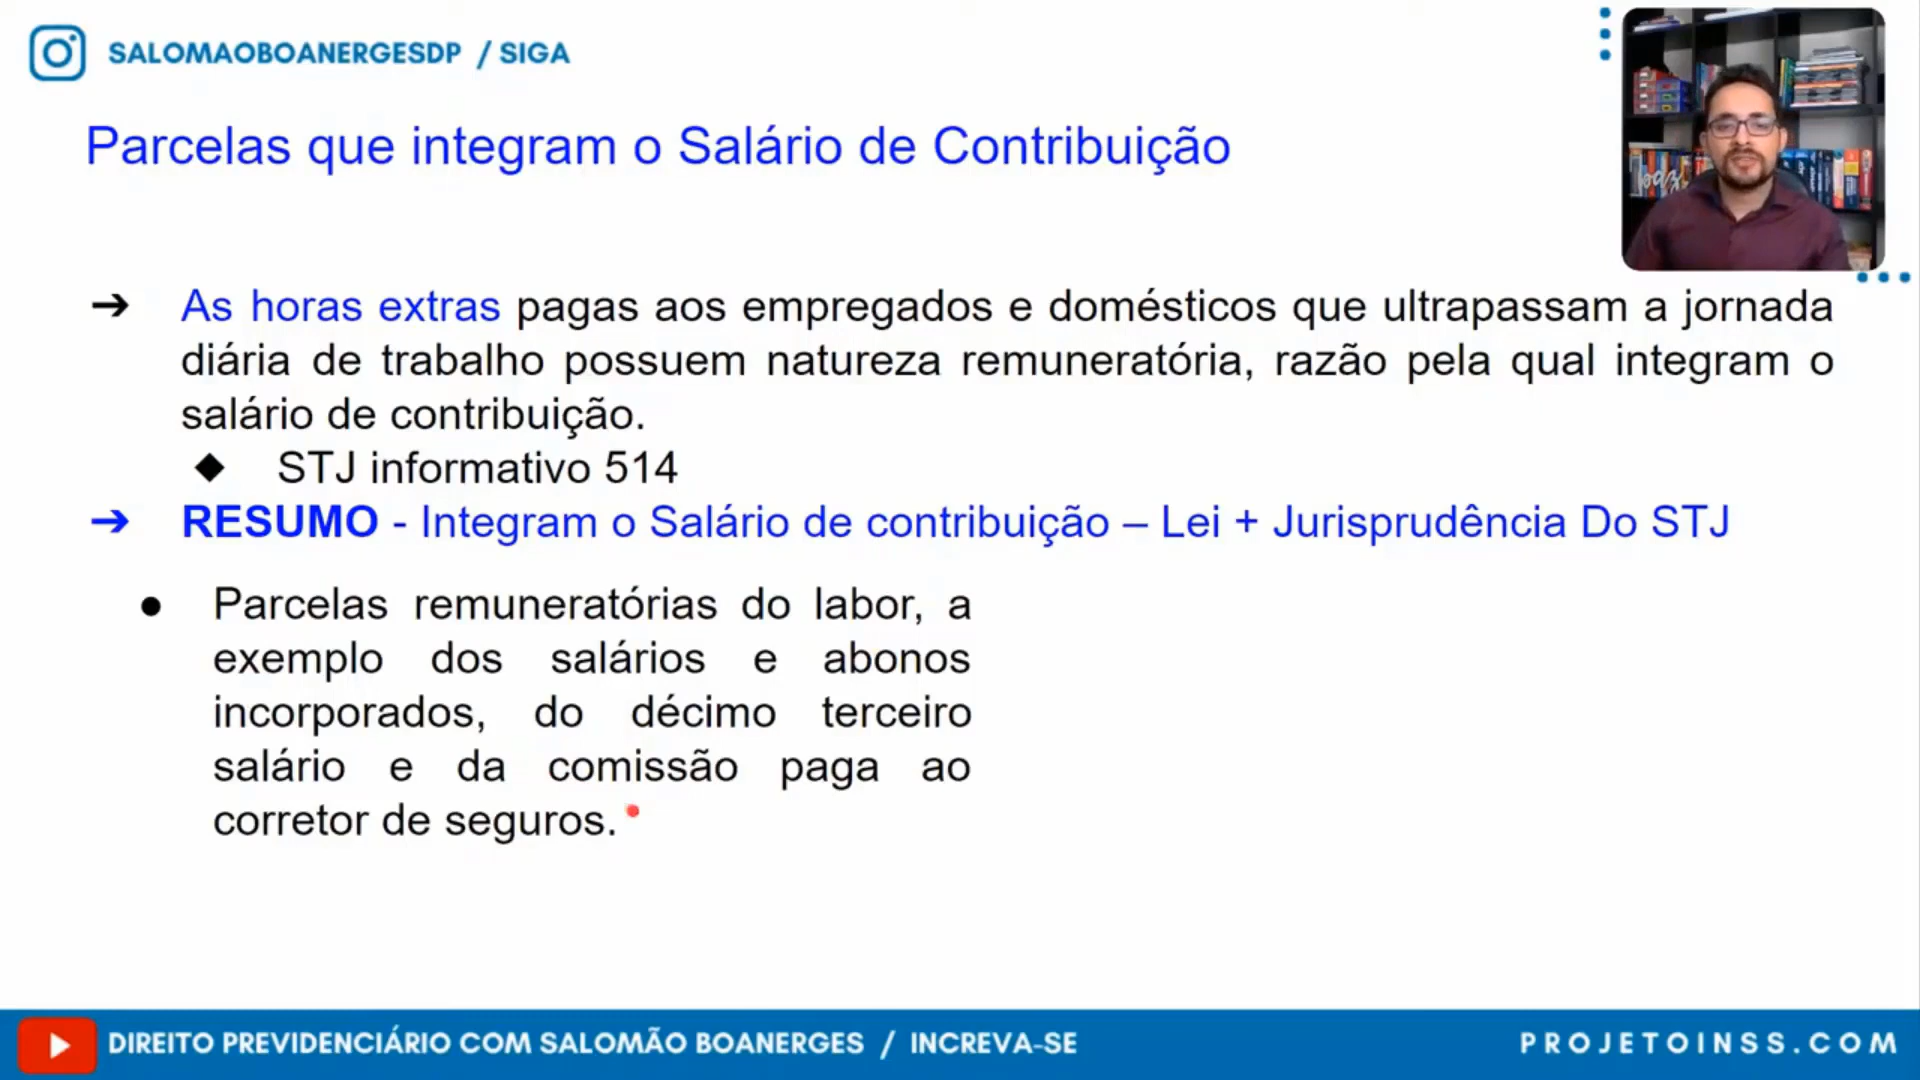 SALOMAOBOANERGESDP / SIGA
Parcelas que integram o Salário de Contribuição
➔ As horas extras pagas aos empregados e domésticos que ultrapassam a jornada
diária de trabalho possuem natureza remuneratória, razão pela qual integram o
salário de contribuição.
◆ STJ informativo 514
➔ RESUMO - Integram o Salário de contribuição – Lei + Jurisprudência Do STJ
● Parcelas remuneratórias do labor, a
exemplo dos salários e abonos
incorporados, do décimo terceiro
salário e da comissão paga ao
corretor de seguros.
DIREITO PREVIDENCIÁRIO COM SALOMÃO BOANERGES / INCREVA-SE
PROJETOINSS.COM